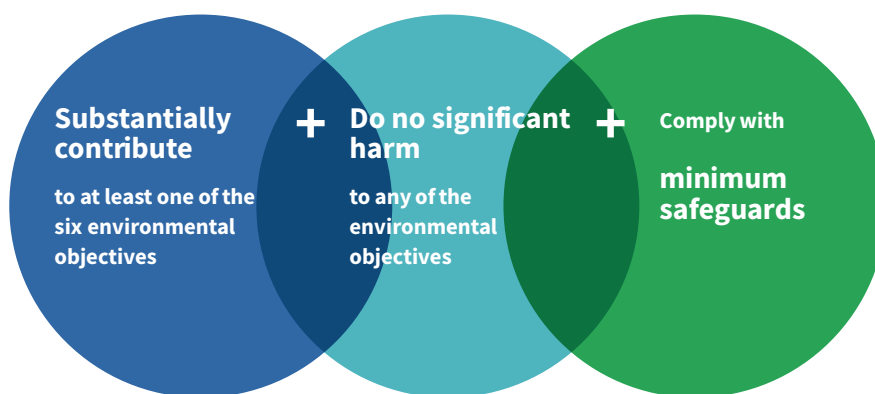 Substantially
contribute
to at least one of the
six environmental
objectives
+
Do no significant
harm
to any of the
environmental
objectives
+
Comply with
minimum
safeguards